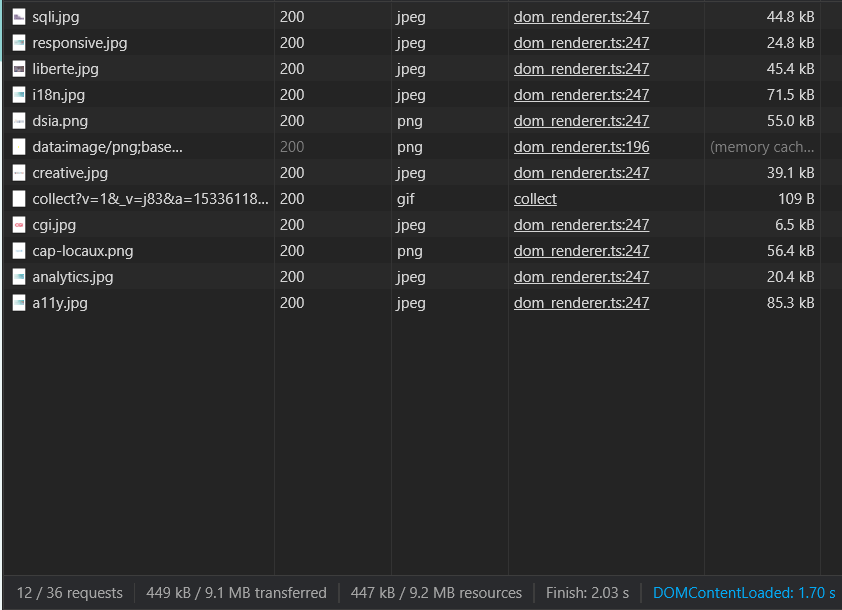 sqli.jpg 200 jpeg dom_renderer.ts:247 44.8 kB
responsive.jpg 200 jpeg dom_renderer.ts:247 24.8 kB
liberte.jpg 200 jpeg dom_renderer.ts:247 45.4 kB
i18n.jpg 200 jpeg dom_renderer.ts:247 71.5 kB
dsia.png 200 png dom_renderer.ts:247 55.0 kB
data:image/png;base... 200 png dom_renderer.ts:196 (memory cach...
creative.jpg 200 jpeg dom_renderer.ts:247 39.1 kB
collect?v=1&_v=j83&a=15336118... 200 gif collect 109 B
cgi.jpg 200 jpeg dom_renderer.ts:247 6.5 kB
cap-locaux.png 200 png dom_renderer.ts:247 56.4 kB
analytics.jpg 200 jpeg dom_renderer.ts:247 20.4 kB
a11y.jpg 200 jpeg dom_renderer.ts:247 85.3 kB
12 / 36 requests 449 kB / 9.1 MB transferred 447 kB / 9.2 MB resources Finish: 2.03 s DOMContentLoaded: 1.70 s